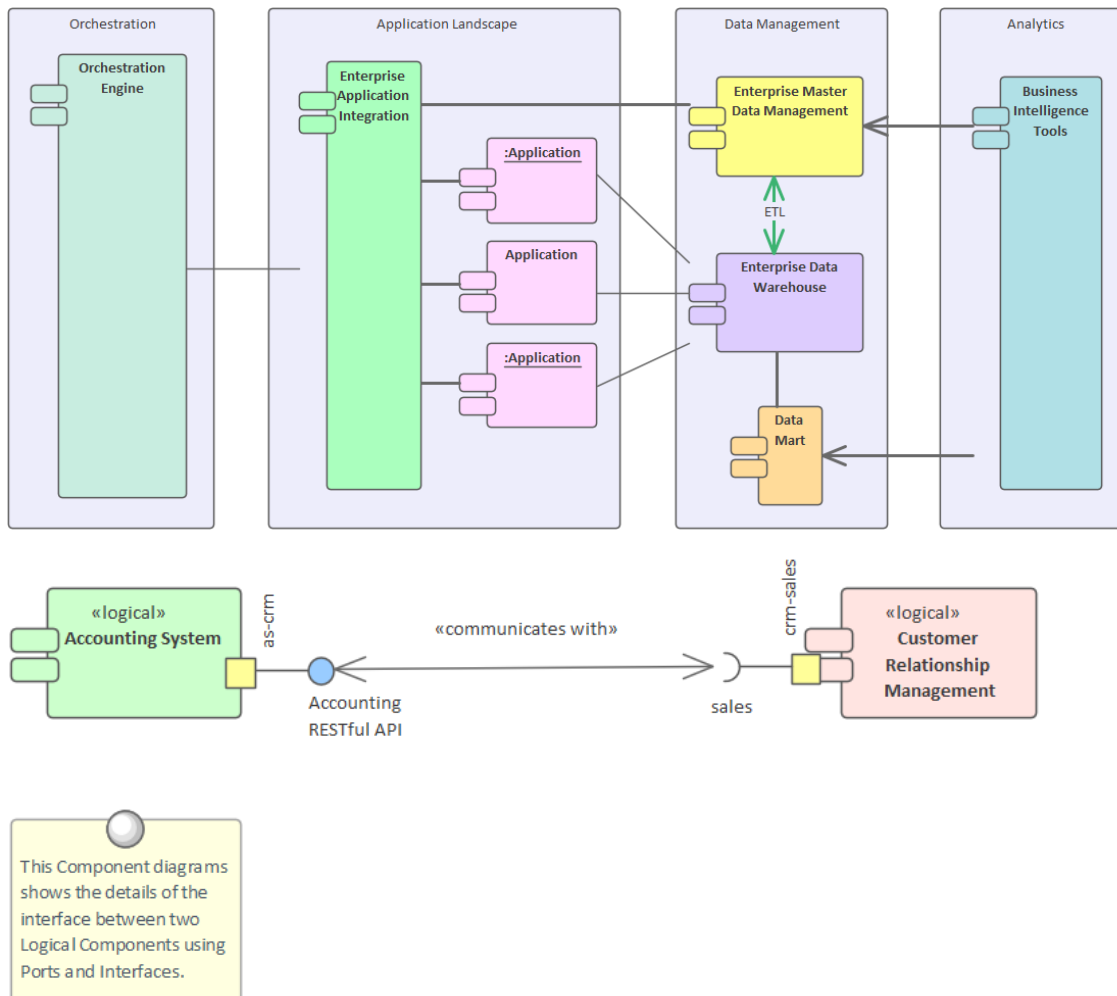 Orchestration
Application Landscape
Data Management
Analytics
Orchestration
Engine
Enterprise
Application
Integration
Enterprise Master
Data Management
Business
Intelligence
Tools
:Application
ETL
Application
Enterprise Data
Warehouse
:Application
Data
Mart
«logical»
Accounting System
as-crm
«communicates with»
crm-sales
«logical»
Customer
Relationship
Management
Accounting
RESTful API
sales
This Component diagrams
shows the details of the
interface between two
Logical Components using
Ports and Interfaces.